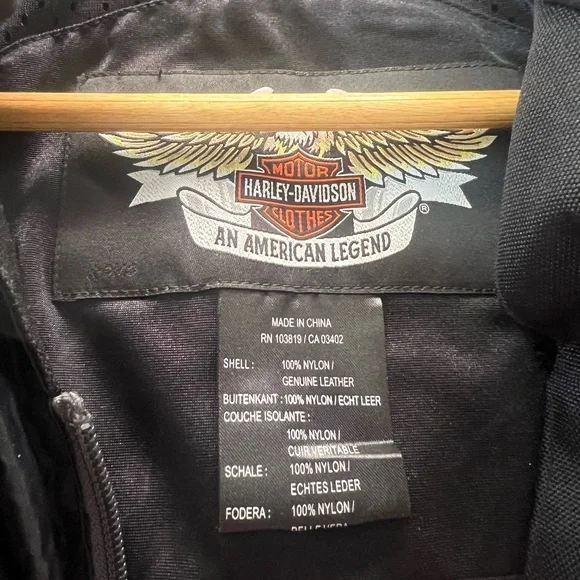 MOTOR
HARLEY-DAVIDSON
CLOTHES
®
AN AMERICAN LEGEND
MADE IN CHINA
RN 103819 / CA 03402
SHELL : 100% NYLON /
GENUINE LEATHER
BUITENKANT : 100% NYLON / ECHT LEER
COUCHE ISOLANTE :
100% NYLON /
CUIR VERITABLE
SCHALE : 100% NYLON /
ECHTES LEDER
FODERA : 100% NYLON /